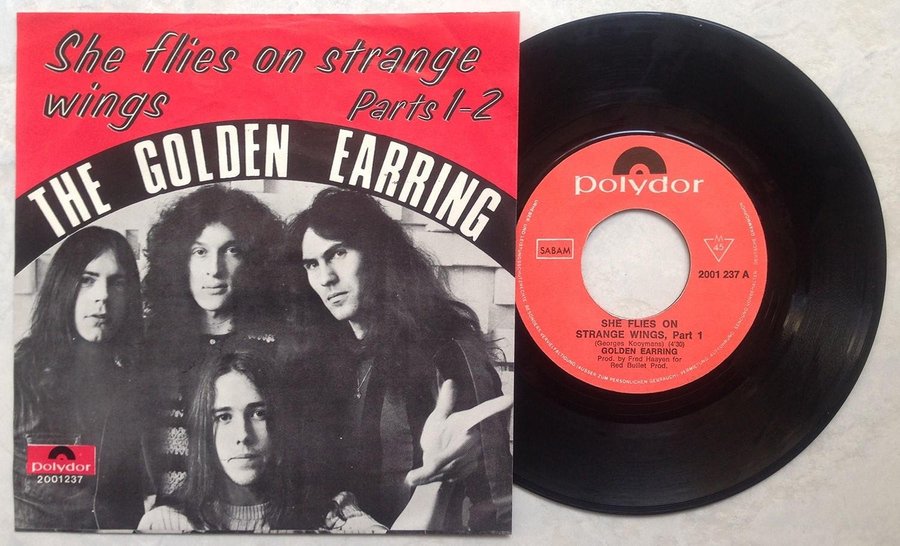 She flies on strange
wings Parts 1-2
THE GOLDEN EARRING
Polydor
2001237
Polydor
SABAM
M
45
2001 237 A
SHE FLIES ON
STRANGE WINGS, Part 1
(Georges Kooymans) (4'30)
GOLDEN EARRING
Prod. by Fred Haayen for
Red Bullet Prod.